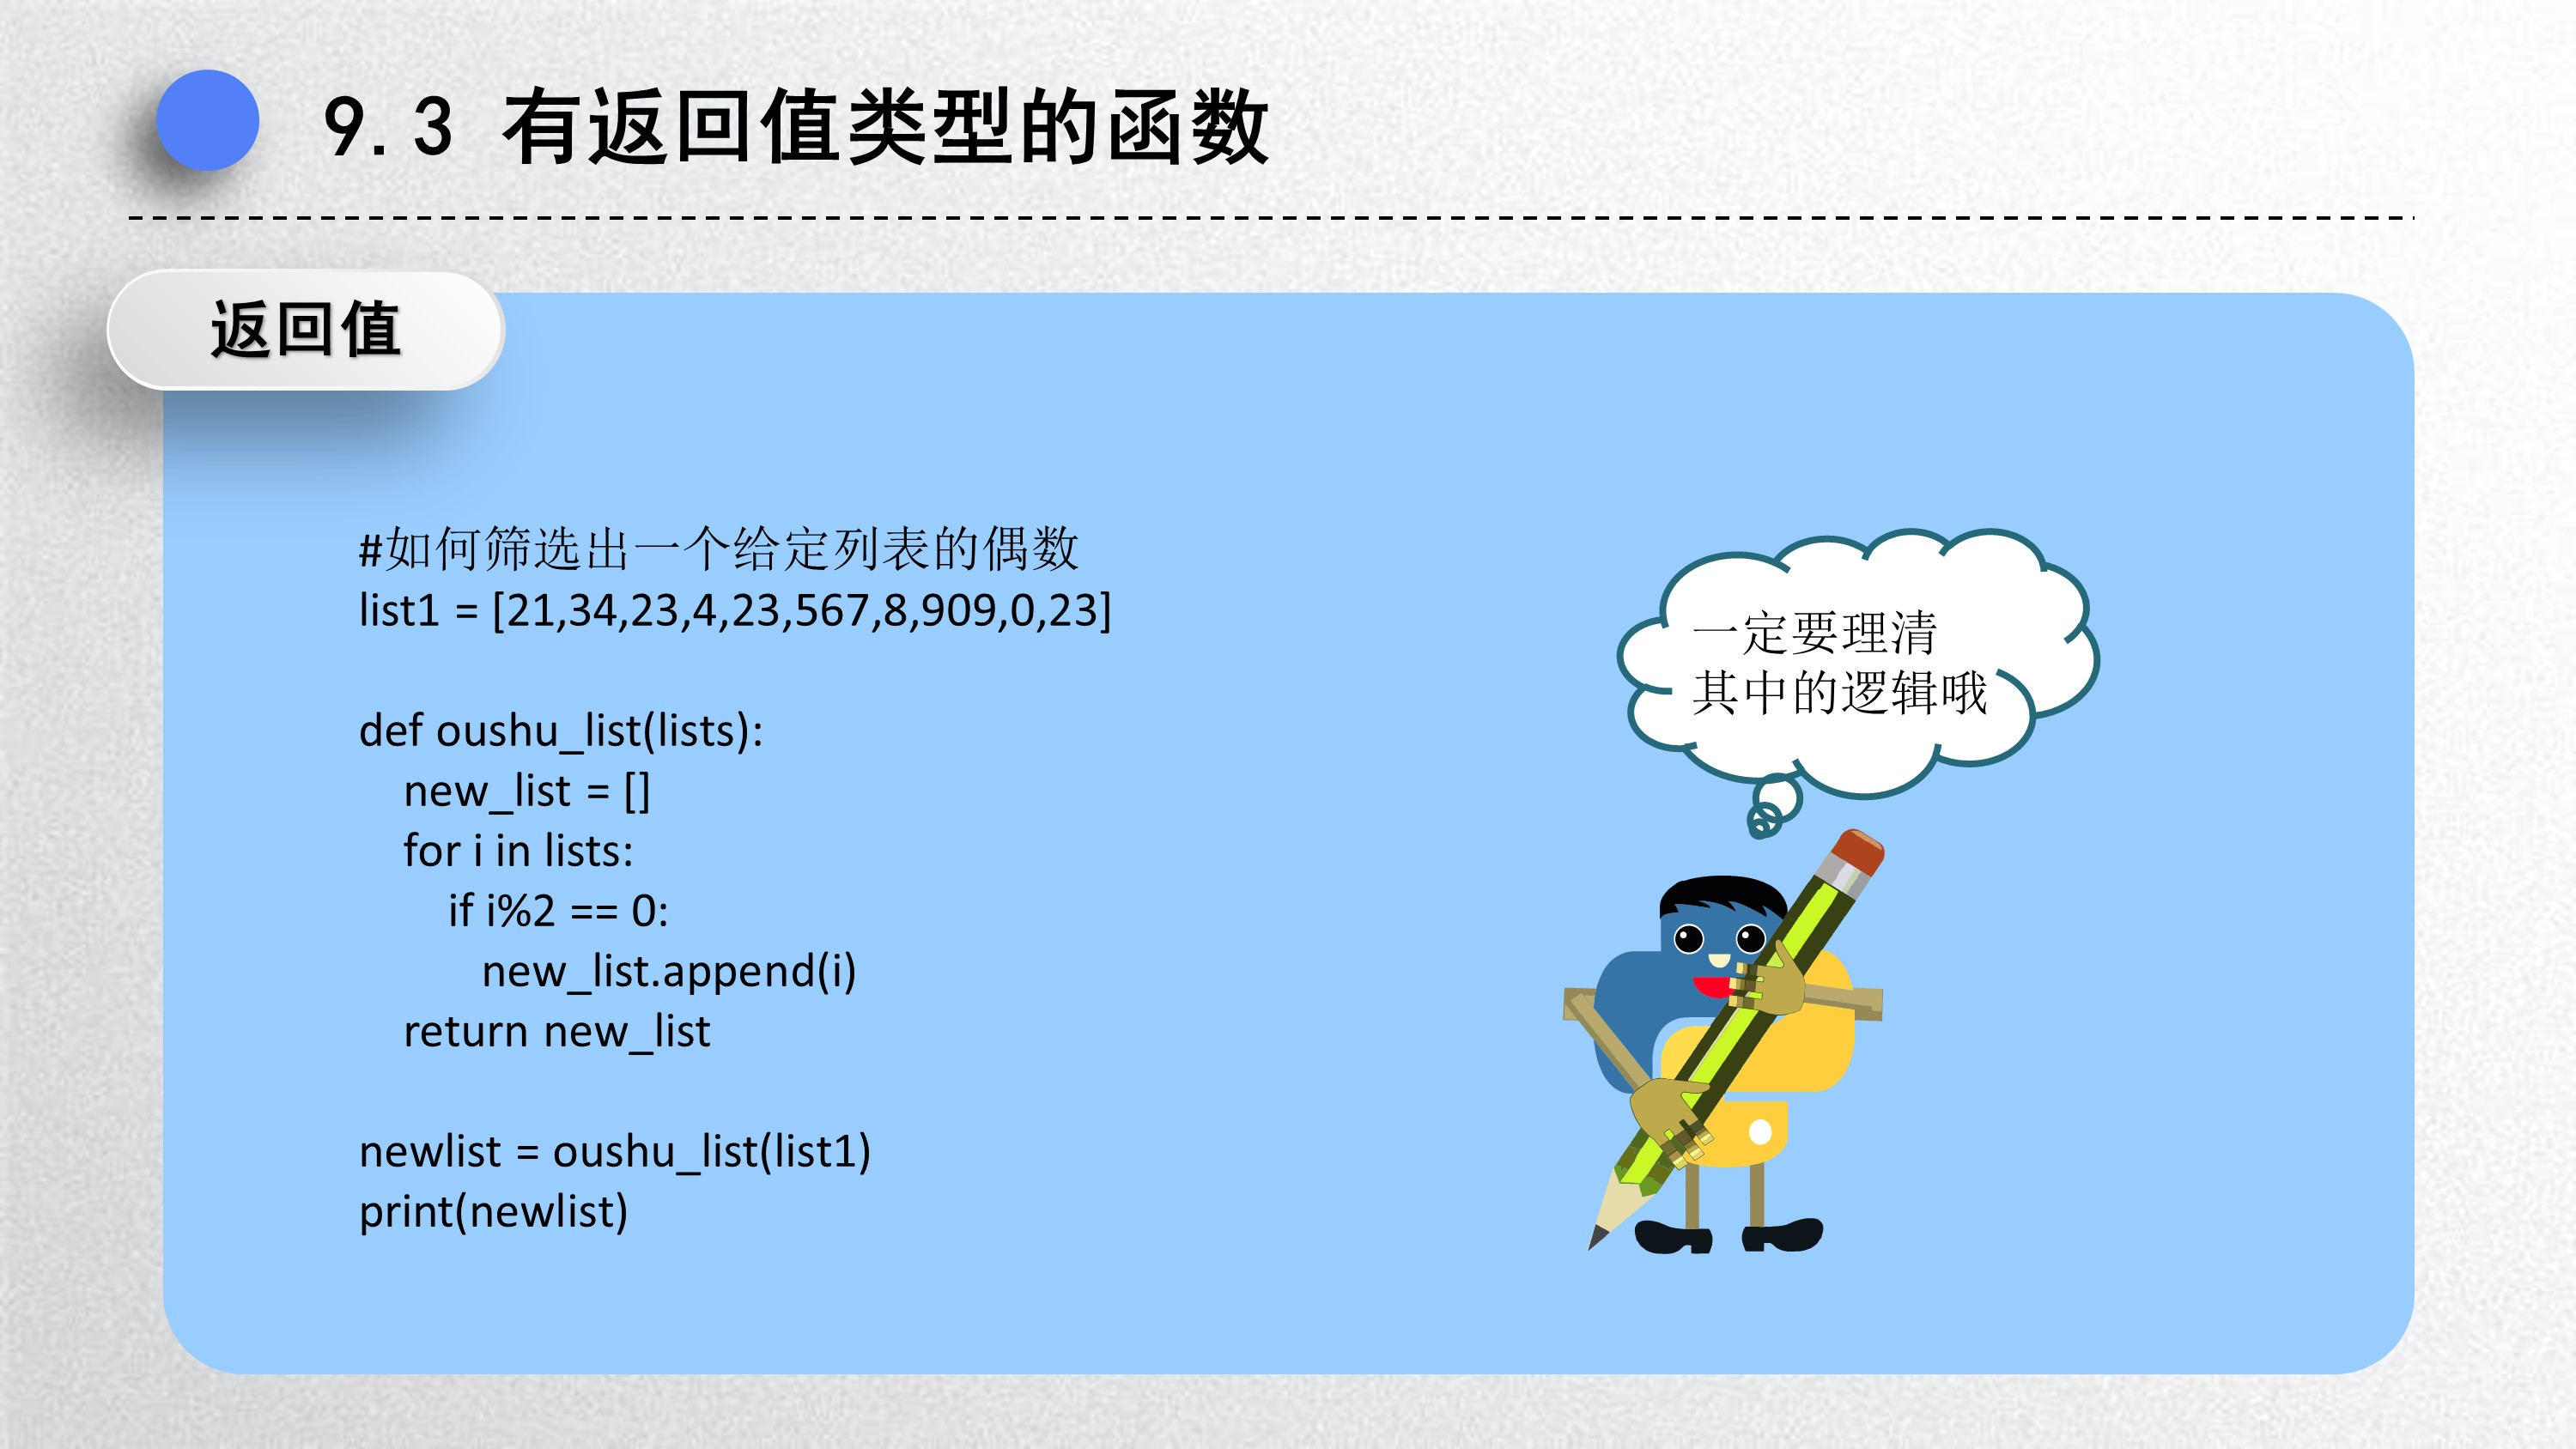 9.3 有返回值类型的函数
返回值
#如何筛选出一个给定列表的偶数
list1 = [21,34,23,4,23,567,8,909,0,23]
def oushu_list(lists):
    new_list = []
    for i in lists:
        if i%2 == 0:
           new_list.append(i)
    return new_list
newlist = oushu_list(list1)
print(newlist)
一定要理清
其中的逻辑哦